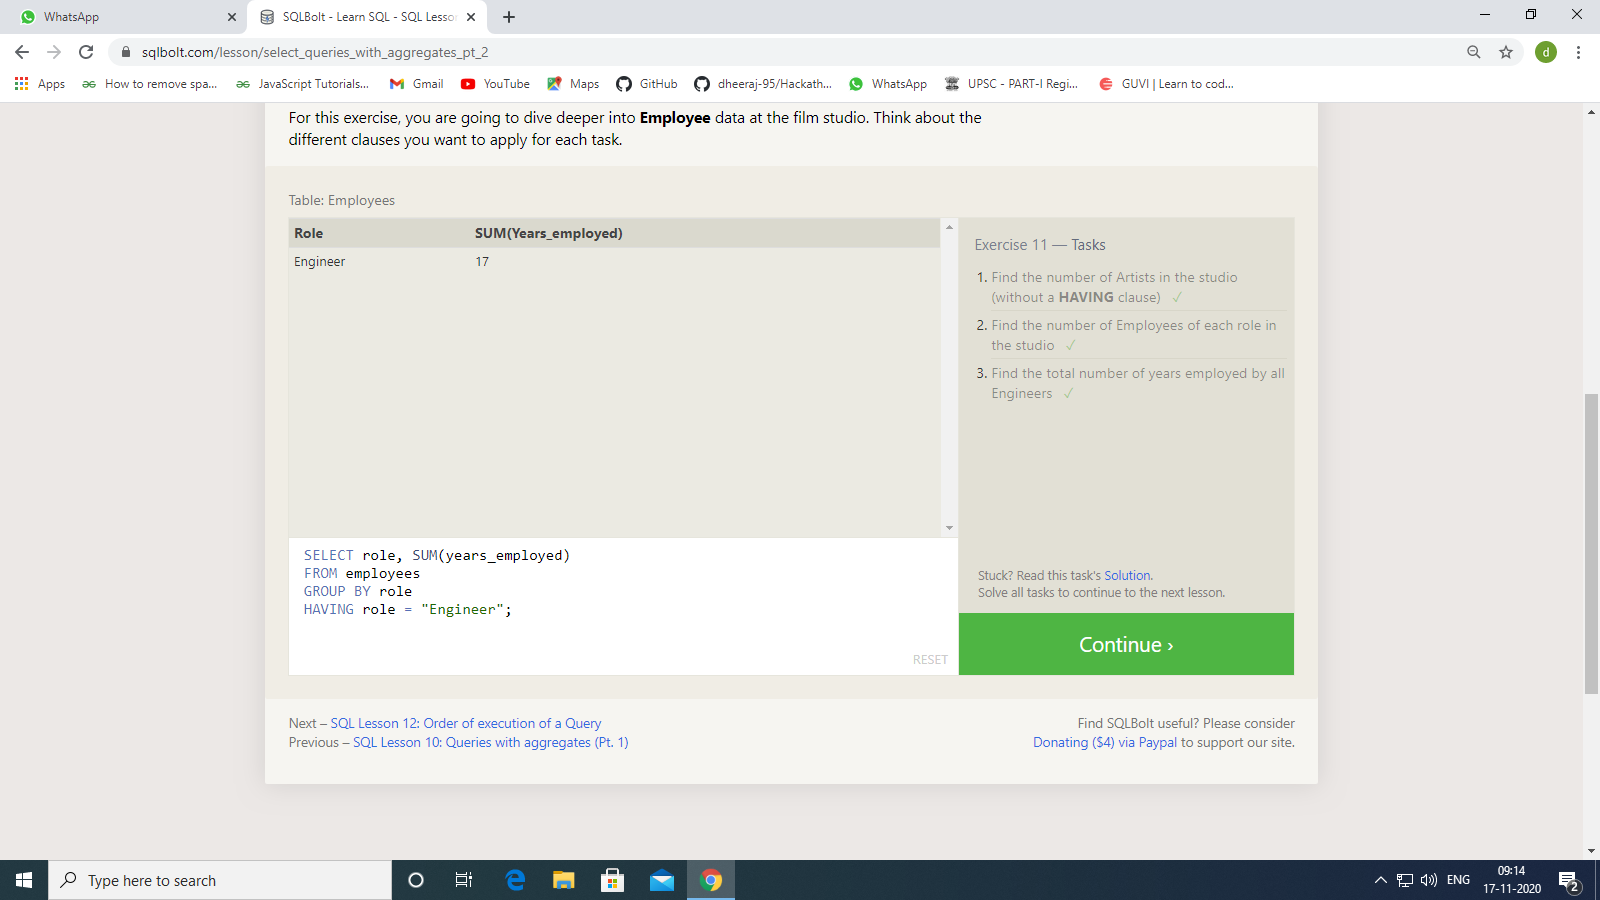 WhatsApp
SQLBolt - Learn SQL - SQL Lesso
sqlbolt.com/lesson/select_queries_with_aggregates_pt_2
d
Apps
How to remove spa...
JavaScript Tutorials...
Gmail
YouTube
Maps
GitHub
dheeraj-95/Hackath...
WhatsApp
UPSC - PART-I Regi...
GUVI | Learn to cod...
For this exercise, you are going to dive deeper into Employee data at the film studio. Think about the
different clauses you want to apply for each task.
Table: Employees
Role SUM(Years_employed)
Engineer 17
SELECT role, SUM(years_employed)
FROM employees
GROUP BY role
HAVING role = "Engineer";
RESET
Exercise 11 — Tasks
1. Find the number of Artists in the studio
(without a HAVING clause) ✓
2. Find the number of Employees of each role in
the studio ✓
3. Find the total number of years employed by all
Engineers ✓
Stuck? Read this task's Solution.
Solve all tasks to continue to the next lesson.
Continue ›
Next – SQL Lesson 12: Order of execution of a Query
Previous – SQL Lesson 10: Queries with aggregates (Pt. 1)
Find SQLBolt useful? Please consider
Donating ($4) via Paypal to support our site.
Type here to search
ENG
09:14
17-11-2020
2